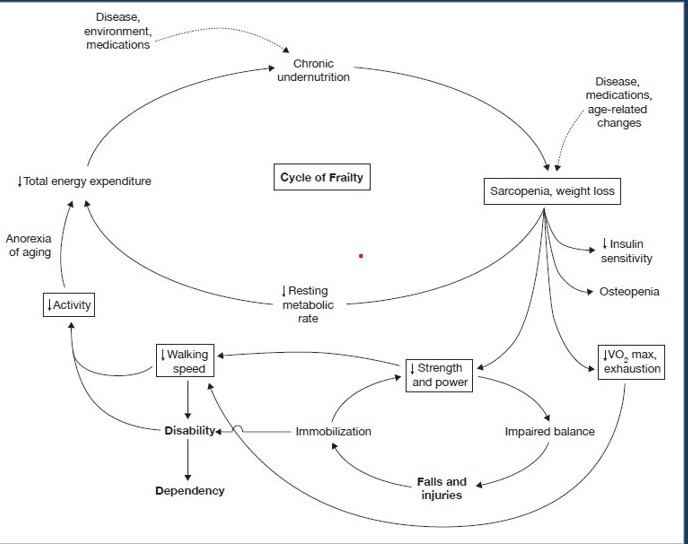 Disease,
environment,
medications
Chronic
undernutrition
Disease,
medications,
age-related
changes
↓Total energy expenditure
Cycle of Frailty
Sarcopenia, weight loss
Anorexia
of aging
↓Insulin
sensitivity
↓Resting
metabolic
rate
Osteopenia
↓Activity
↓Walking
speed
↓Strength
and power
↓VO₂ max,
exhaustion
Disability
Immobilization
Impaired balance
Dependency
Falls and
injuries